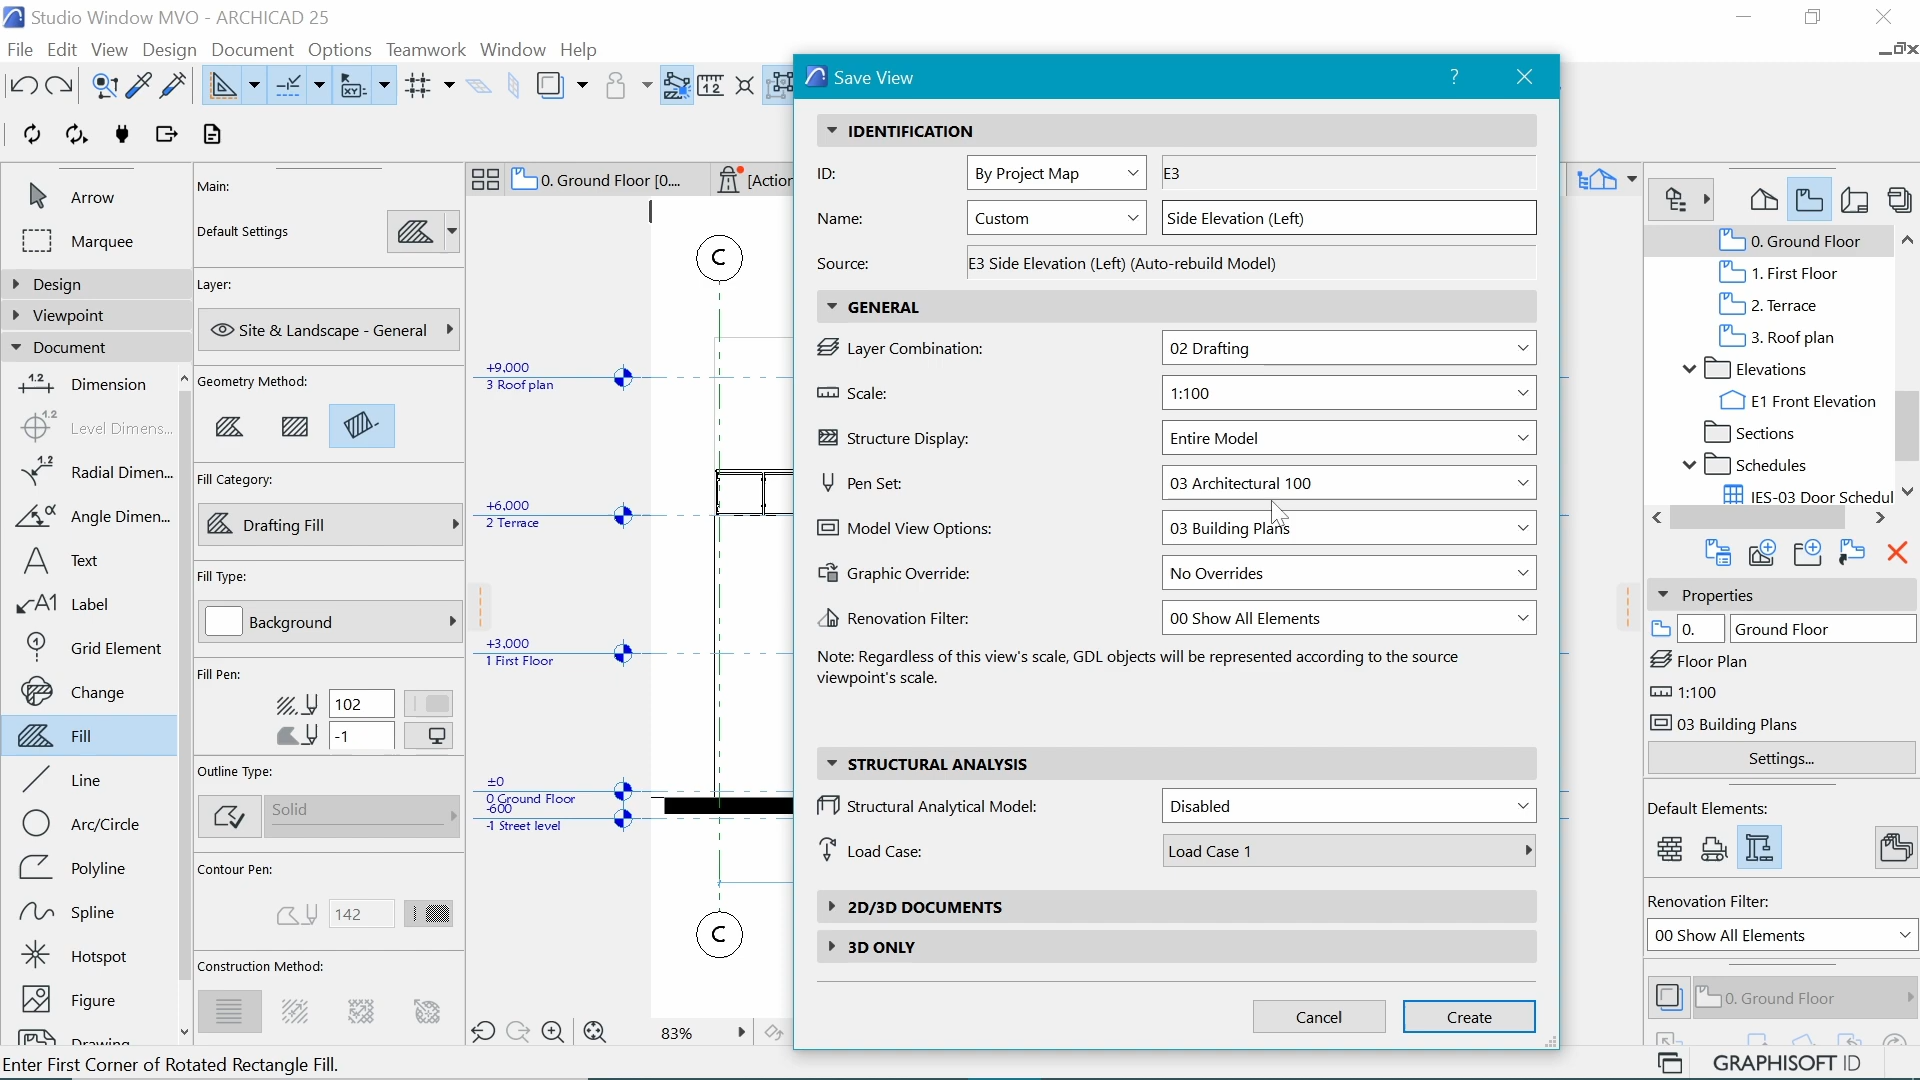 Studio Window MVO - ARCHICAD 25
File Edit View Design Document Options Teamwork Window Help
0. Ground Floor [0....
[Action
Arrow
Marquee
Design
Viewpoint
Document
Dimension
Level Dimens...
Radial Dimen...
Angle Dimen...
Text
Label
Grid Element
Change
Fill
Line
Arc/Circle
Polyline
Spline
Hotspot
Figure
Drawing
Main:
Default Settings
Layer:
Site & Landscape - General
Geometry Method:
Fill Category:
Drafting Fill
Fill Type:
Background
Fill Pen:
102
-1
Outline Type:
Solid
Contour Pen:
142
Construction Method:
C
+9,000
3 Roof plan
+6,000
2 Terrace
+3,000
1 First Floor
±0
0 Ground Floor
-600
-1 Street level
C
83%
Save View
?
IDENTIFICATION
ID: By Project Map E3
Name: Custom Side Elevation (Left)
Source: E3 Side Elevation (Left) (Auto-rebuild Model)
GENERAL
Layer Combination: 02 Drafting
Scale: 1:100
Structure Display: Entire Model
Pen Set: 03 Architectural 100
Model View Options: 03 Building Plans
Graphic Override: No Overrides
Renovation Filter: 00 Show All Elements
Note: Regardless of this view's scale, GDL objects will be represented according to the source
viewpoint's scale.
STRUCTURAL ANALYSIS
Structural Analytical Model: Disabled
Load Case: Load Case 1
2D/3D DOCUMENTS
3D ONLY
Cancel Create
0. Ground Floor
1. First Floor
2. Terrace
3. Roof plan
Elevations
E1 Front Elevation
Sections
Schedules
IES-03 Door Schedul
Properties
0. Ground Floor
Floor Plan
1:100
03 Building Plans
Settings...
Default Elements:
Renovation Filter:
00 Show All Elements
0. Ground Floor
Enter First Corner of Rotated Rectangle Fill.
GRAPHISOFT ID